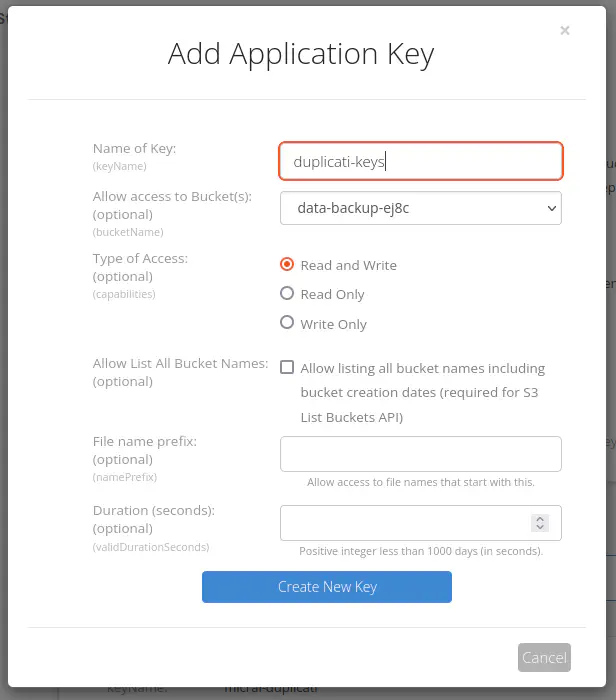 ×
Add Application Key
Name of Key:
(keyName)
duplicati-keys
Allow access to Bucket(s):
(optional)
(bucketName)
data-backup-ej8c
Type of Access:
(optional)
(capabilities)
Read and Write
Read Only
Write Only
Allow List All Bucket Names:
(optional)
Allow listing all bucket names including
bucket creation dates (required for S3
List Buckets API)
File name prefix:
(optional)
(namePrefix)
Allow access to file names that start with this.
Duration (seconds):
(optional)
(validDurationSeconds)
Positive integer less than 1000 days (in seconds).
Create New Key
Cancel
keyName: micral-duplicati